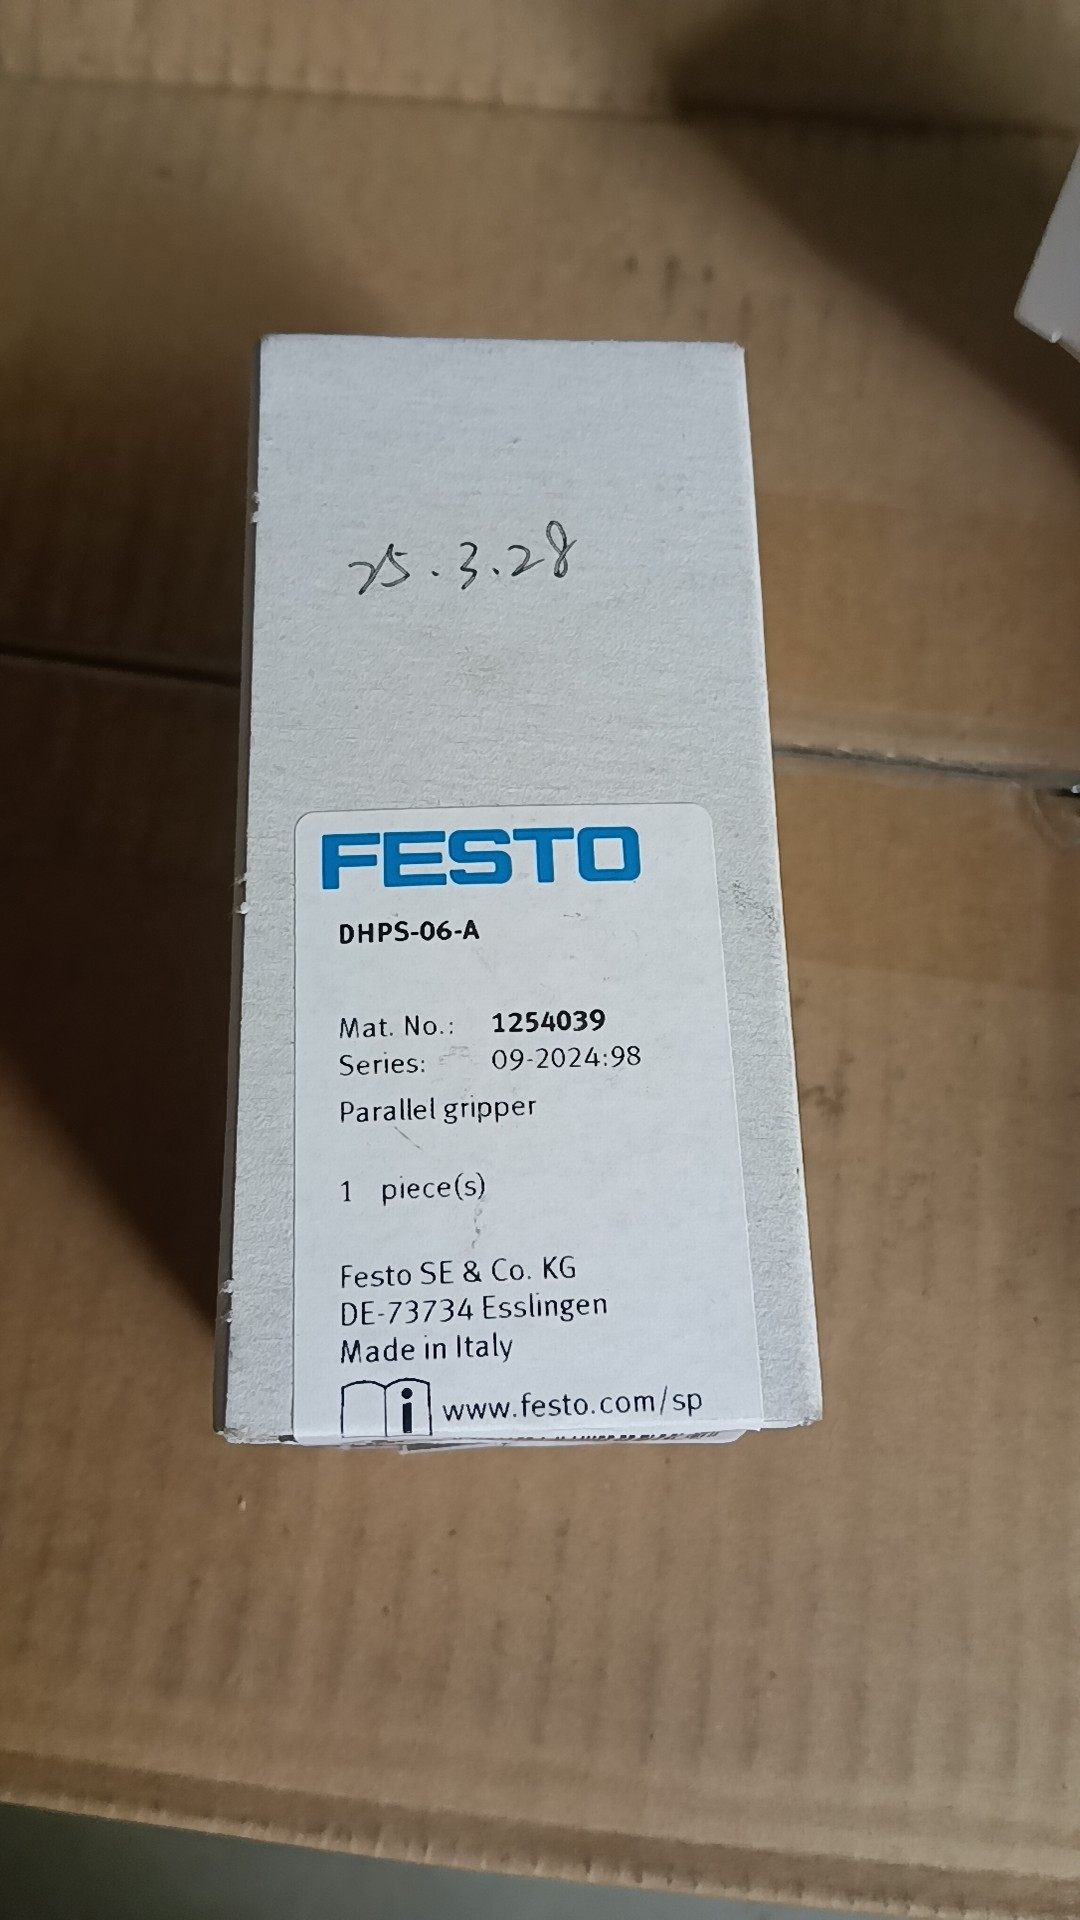 25.3.28
FESTO
DHPS-06-A
Mat. No.: 1254039
Series: 09-2024:98
Parallel gripper
1 piece(s)
Festo SE & Co. KG
DE-73734 Esslingen
Made in Italy
i www.festo.com/sp